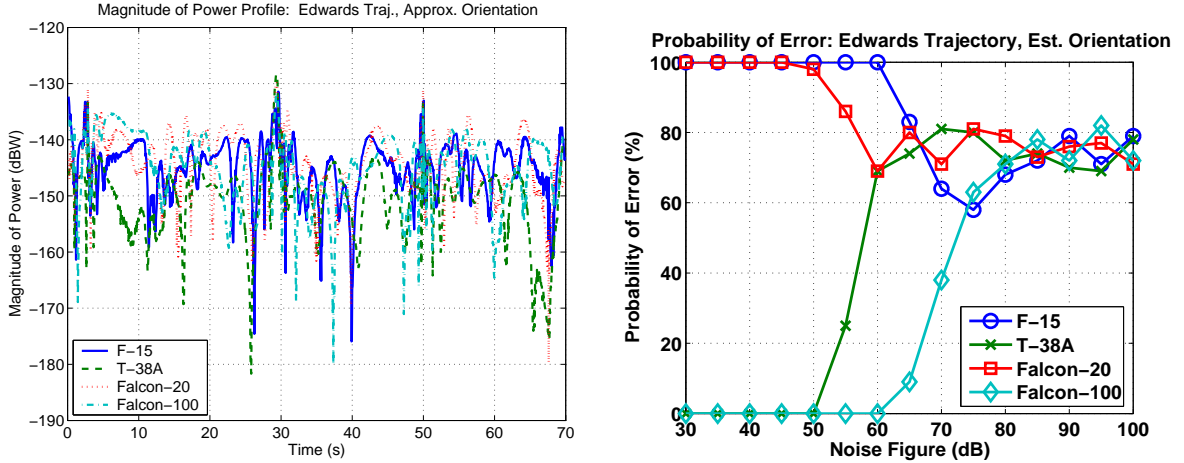 Magnitude of Power Profile: Edwards Traj., Approx. Orientation
Magnitude of Power (dBW)
−120
−130
−140
−150
−160
−170
−180
−190
0 10 20 30 40 50 60 70
Time (s)
F−15
T−38A
Falcon−20
Falcon−100
Probability of Error: Edwards Trajectory, Est. Orientation
Probability of Error (%)
100
80
60
40
20
0
30 40 50 60 70 80 90 100
Noise Figure (dB)
F−15
T−38A
Falcon−20
Falcon−100